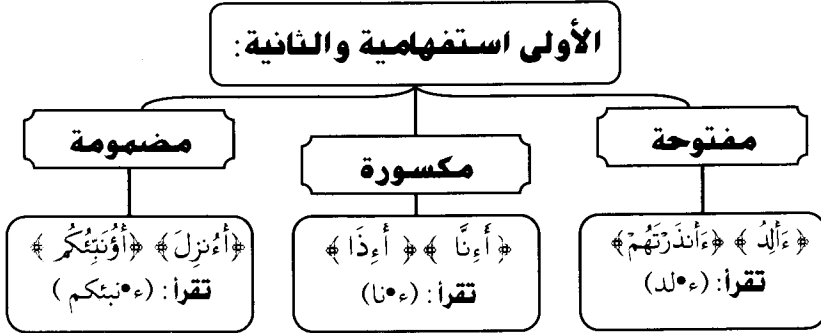 الأولى استفهامية والثانية:
مفتوحة
مكسورة
مضمومة
﴿ ءَأَلِدُ ﴾ ﴿ءَأَنذَرْتَهُمْ﴾
تقرأ: (ء•لد)
﴿ أَءِنَّا ﴾ ﴿ أَءِذَا ﴾
تقرأ: (ء•نا)
﴿أَءُنزِلَ﴾ ﴿أَؤُنَبِّئُكُم ﴾
تقرأ: (ء•نبئكم )